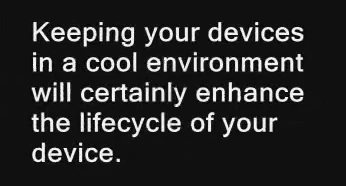 Keeping your devices
in a cool environment
will certainly enhance
the lifecycle of your
device.